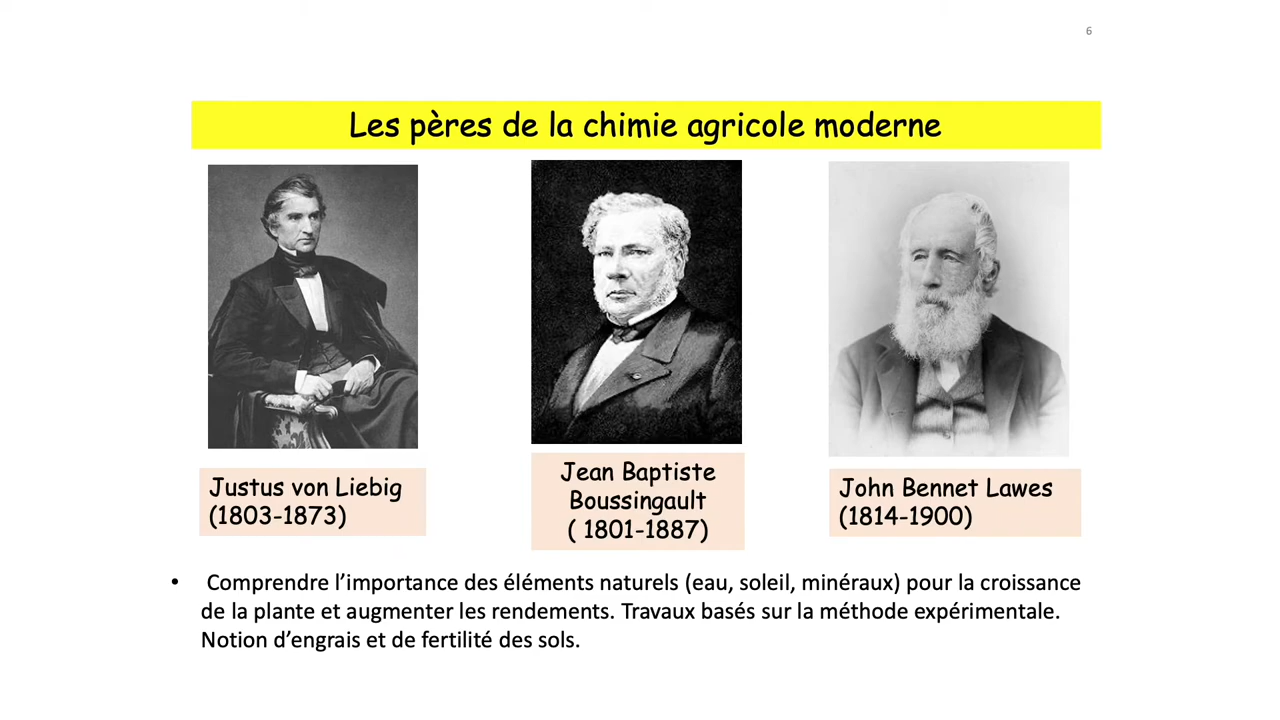 6
Les pères de la chimie agricole moderne
Justus von Liebig
(1803-1873)
Jean Baptiste
Boussingault
( 1801-1887)
John Bennet Lawes
(1814-1900)
• Comprendre l’importance des éléments naturels (eau, soleil, minéraux) pour la croissance
de la plante et augmenter les rendements. Travaux basés sur la méthode expérimentale.
Notion d’engrais et de fertilité des sols.